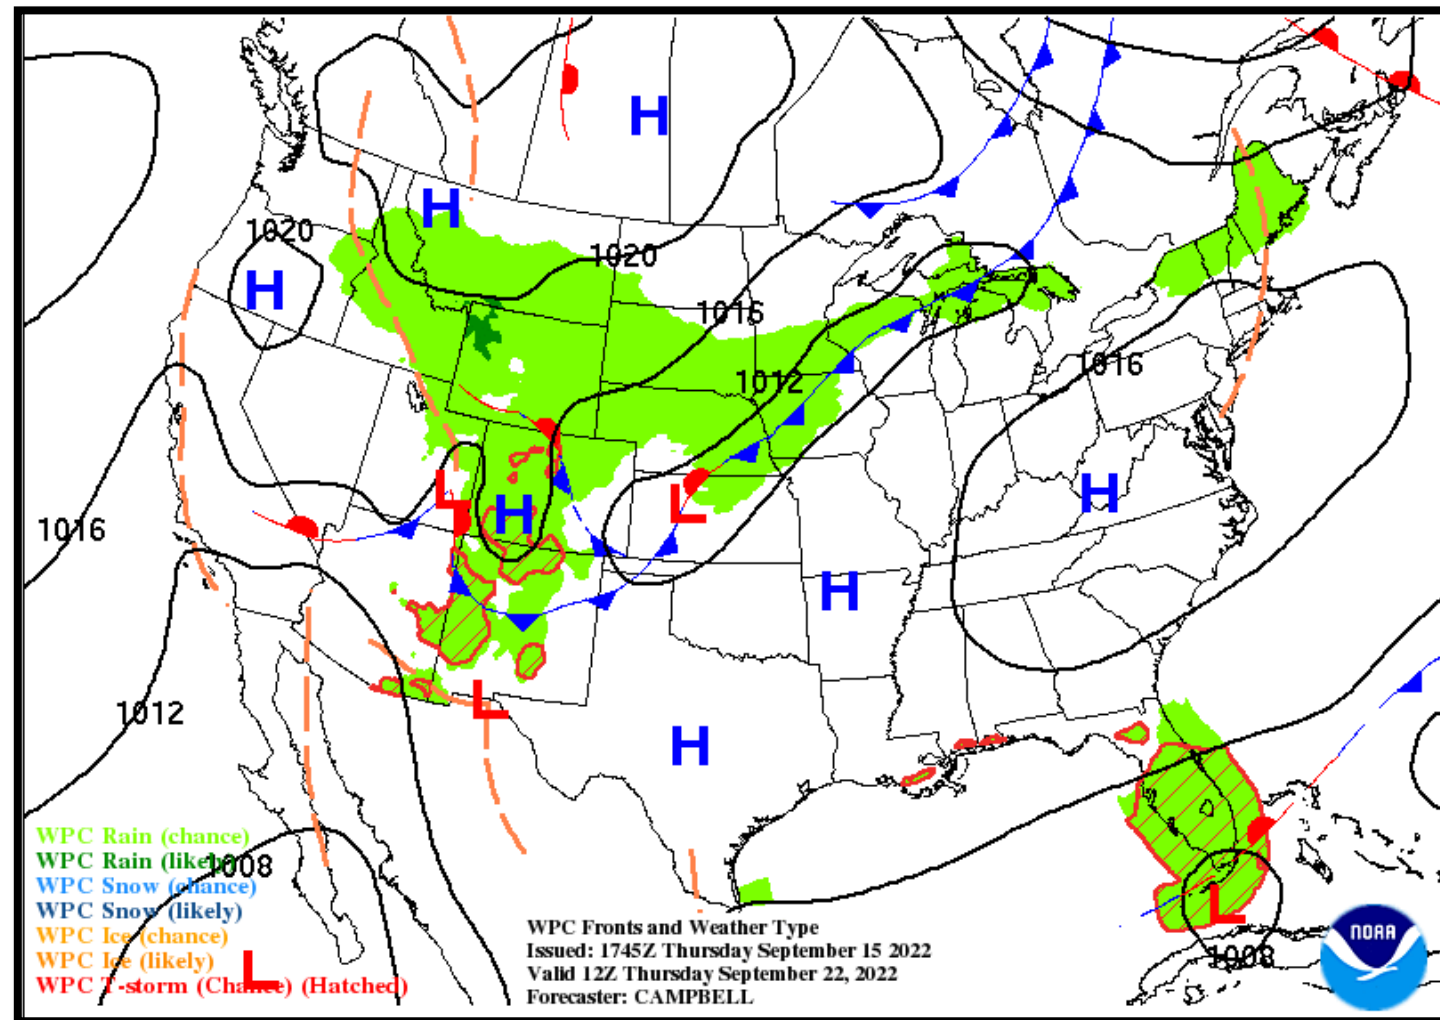 H
H
1020
1020
H
1016
1012
1016
L
H
L
H
1016
H
L
1012
H
WPC Rain (chance)
WPC Rain (likely)
1008
WPC Snow (chance)
WPC Snow (likely)
WPC Ice (chance)
WPC Ice (likely)
WPC T-storm (Chance) (Hatched)
L
WPC Fronts and Weather Type
Issued: 1745Z Thursday September 15 2022
Valid 12Z Thursday September 22, 2022
Forecaster: CAMPBELL
L
1008
NOAA